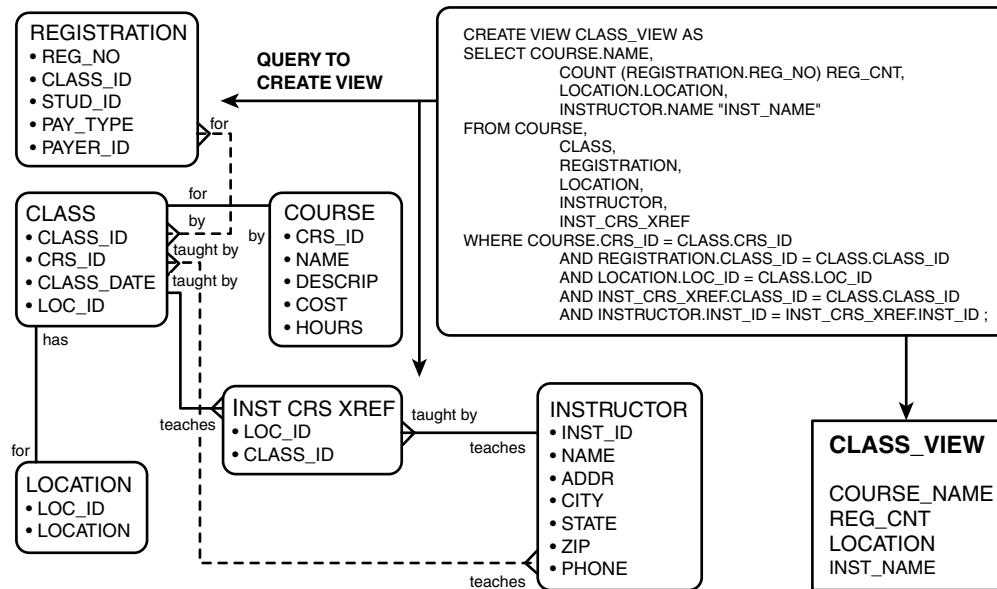 REGISTRATION
• REG_NO
• CLASS_ID
• STUD_ID
• PAY_TYPE
• PAYER_ID
QUERY TO
CREATE VIEW
CREATE VIEW CLASS_VIEW AS
SELECT COURSE.NAME,
COUNT (REGISTRATION.REG_NO) REG_CNT,
LOCATION.LOCATION,
INSTRUCTOR.NAME "INST_NAME"
FROM COURSE,
CLASS,
REGISTRATION,
LOCATION,
INSTRUCTOR,
INST_CRS_XREF
WHERE COURSE.CRS_ID = CLASS.CRS_ID
AND REGISTRATION.CLASS_ID = CLASS.CLASS_ID
AND LOCATION.LOC_ID = CLASS.LOC_ID
AND INST_CRS_XREF.CLASS_ID = CLASS.CLASS_ID
AND INSTRUCTOR.INST_ID = INST_CRS_XREF.INST_ID ;
for
CLASS
• CLASS_ID
• CRS_ID
• CLASS_DATE
• LOC_ID
for
by
by
taught by
taught by
COURSE
• CRS_ID
• NAME
• DESCRIP
• COST
• HOURS
has
for
teaches
INST CRS XREF
• LOC_ID
• CLASS_ID
taught by
teaches
INSTRUCTOR
• INST_ID
• NAME
• ADDR
• CITY
• STATE
• ZIP
• PHONE
teaches
LOCATION
• LOC_ID
• LOCATION
CLASS_VIEW
COURSE_NAME
REG_CNT
LOCATION
INST_NAME